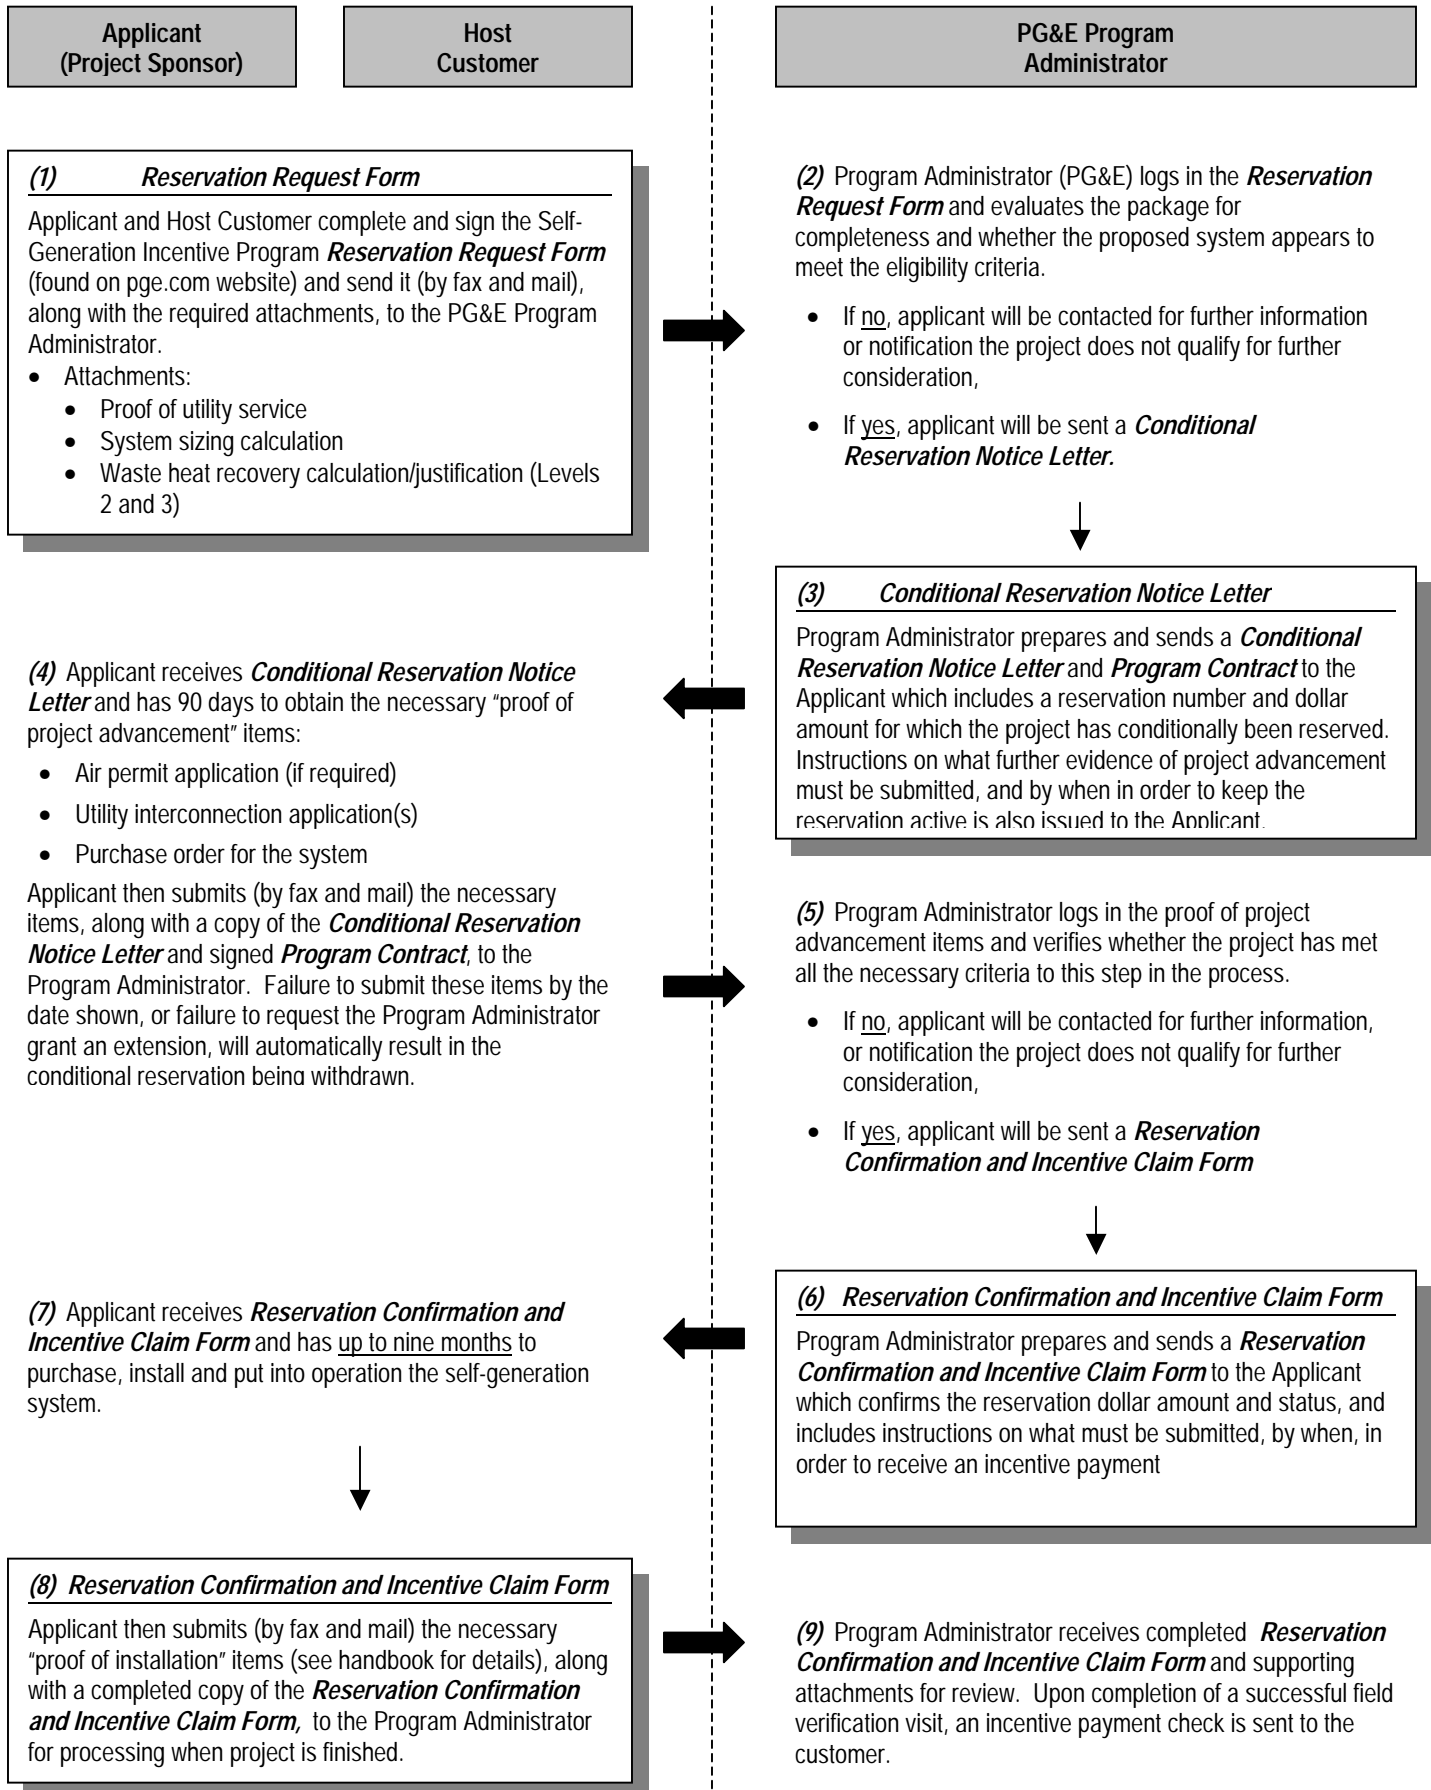 Applicant
(Project Sponsor)
Host
Customer
PG&E Program
Administrator
(1) Reservation Request Form
Applicant and Host Customer complete and sign the Self-
Generation Incentive Program Reservation Request Form
(found on pge.com website) and send it (by fax and mail),
along with the required attachments, to the PG&E Program
Administrator.
• Attachments:
• Proof of utility service
• System sizing calculation
• Waste heat recovery calculation/justification (Levels
2 and 3)
(2) Program Administrator (PG&E) logs in the Reservation
Request Form and evaluates the package for
completeness and whether the proposed system appears to
meet the eligibility criteria.
• If no, applicant will be contacted for further information
or notification the project does not qualify for further
consideration,
• If yes, applicant will be sent a Conditional
Reservation Notice Letter.
(3) Conditional Reservation Notice Letter
Program Administrator prepares and sends a Conditional
Reservation Notice Letter and Program Contract to the
Applicant which includes a reservation number and dollar
amount for which the project has conditionally been reserved.
Instructions on what further evidence of project advancement
must be submitted, and by when in order to keep the
reservation active is also issued to the Applicant.
(4) Applicant receives Conditional Reservation Notice
Letter and has 90 days to obtain the necessary "proof of
project advancement" items:
• Air permit application (if required)
• Utility interconnection application(s)
• Purchase order for the system
Applicant then submits (by fax and mail) the necessary
items, along with a copy of the Conditional Reservation
Notice Letter and signed Program Contract, to the
Program Administrator. Failure to submit these items by the
date shown, or failure to request the Program Administrator
grant an extension, will automatically result in the
conditional reservation being withdrawn.
(5) Program Administrator logs in the proof of project
advancement items and verifies whether the project has met
all the necessary criteria to this step in the process.
• If no, applicant will be contacted for further information,
or notification the project does not qualify for further
consideration,
• If yes, applicant will be sent a Reservation
Confirmation and Incentive Claim Form
(6) Reservation Confirmation and Incentive Claim Form
Program Administrator prepares and sends a Reservation
Confirmation and Incentive Claim Form to the Applicant
which confirms the reservation dollar amount and status, and
includes instructions on what must be submitted, by when, in
order to receive an incentive payment
(7) Applicant receives Reservation Confirmation and
Incentive Claim Form and has up to nine months to
purchase, install and put into operation the self-generation
system.
(8) Reservation Confirmation and Incentive Claim Form
Applicant then submits (by fax and mail) the necessary
"proof of installation" items (see handbook for details), along
with a completed copy of the Reservation Confirmation
and Incentive Claim Form, to the Program Administrator
for processing when project is finished.
(9) Program Administrator receives completed Reservation
Confirmation and Incentive Claim Form and supporting
attachments for review. Upon completion of a successful field
verification visit, an incentive payment check is sent to the
customer.